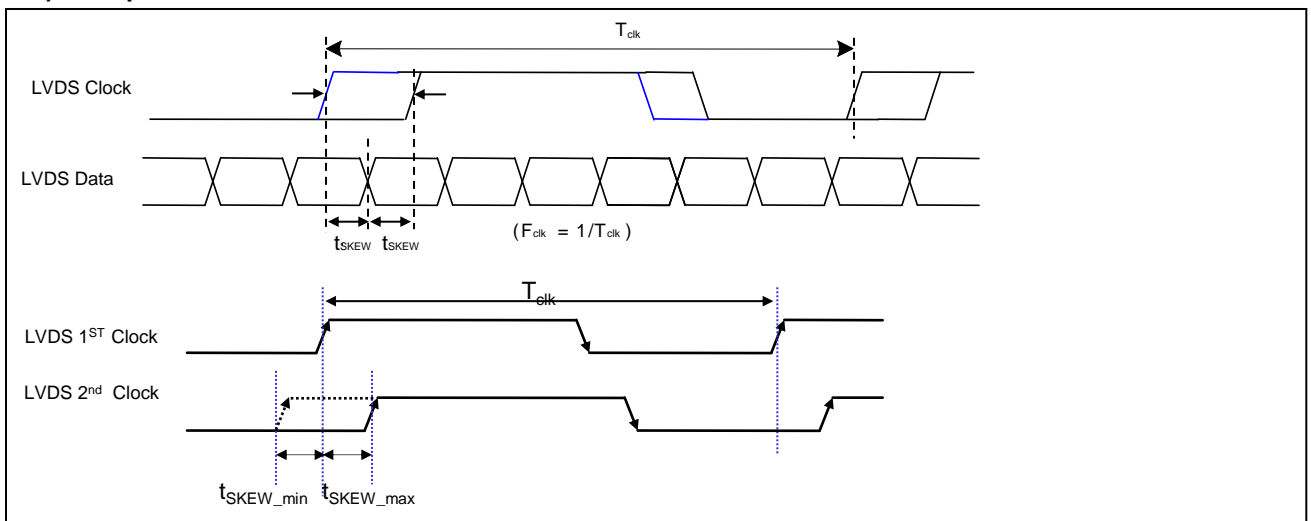 Tclk
LVDS Clock
LVDS Data
tSKEW tSKEW
(Fclk = 1/Tclk)
Tclk
LVDS 1ST Clock
LVDS 2nd Clock
tSKEW_min tSKEW_max